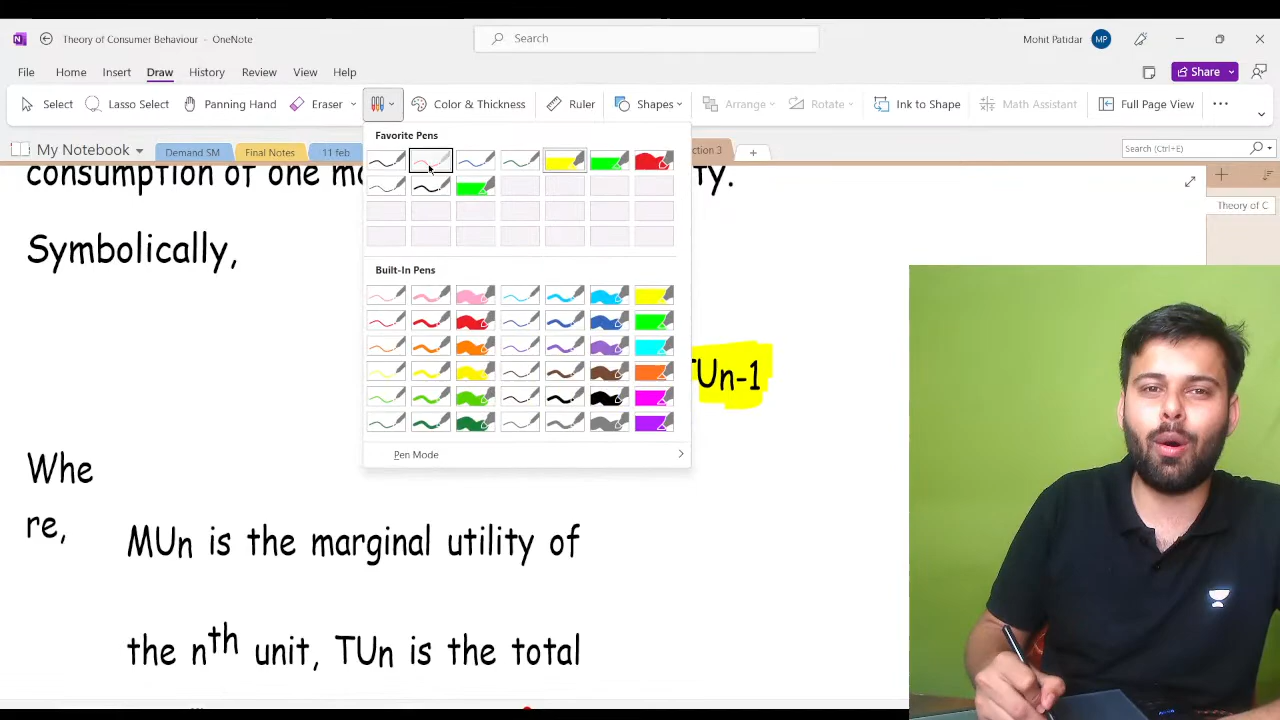 Theory of Consumer Behaviour - OneNote
Search
Mohit Patidar MP
File Home Insert Draw History Review View Help
Share
Select Lasso Select Panning Hand Eraser Color & Thickness Ruler Shapes Arrange Rotate Ink to Shape Math Assistant Full Page View
Favorite Pens
My Notebook Demand SM Final Notes 11 feb ction 3 Search (Ctrl+E)
consumption of one ty.
Theory of C
Symbolically,
Built-In Pens
TUn-1
Pen Mode
Whe
re,
MUn is the marginal utility of
the nth unit, TUn is the total